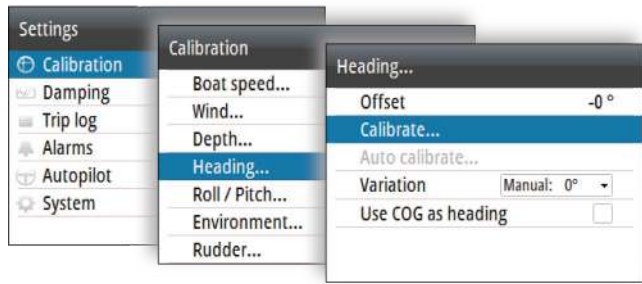 Settings
Calibration
Damping
Trip log
Alarms
Autopilot
System
Calibration
Boat speed...
Wind...
Depth...
Heading...
Roll / Pitch...
Environment...
Rudder...
Heading...
Offset -0 °
Calibrate...
Auto calibrate...
Variation Manual: 0°
Use COG as heading